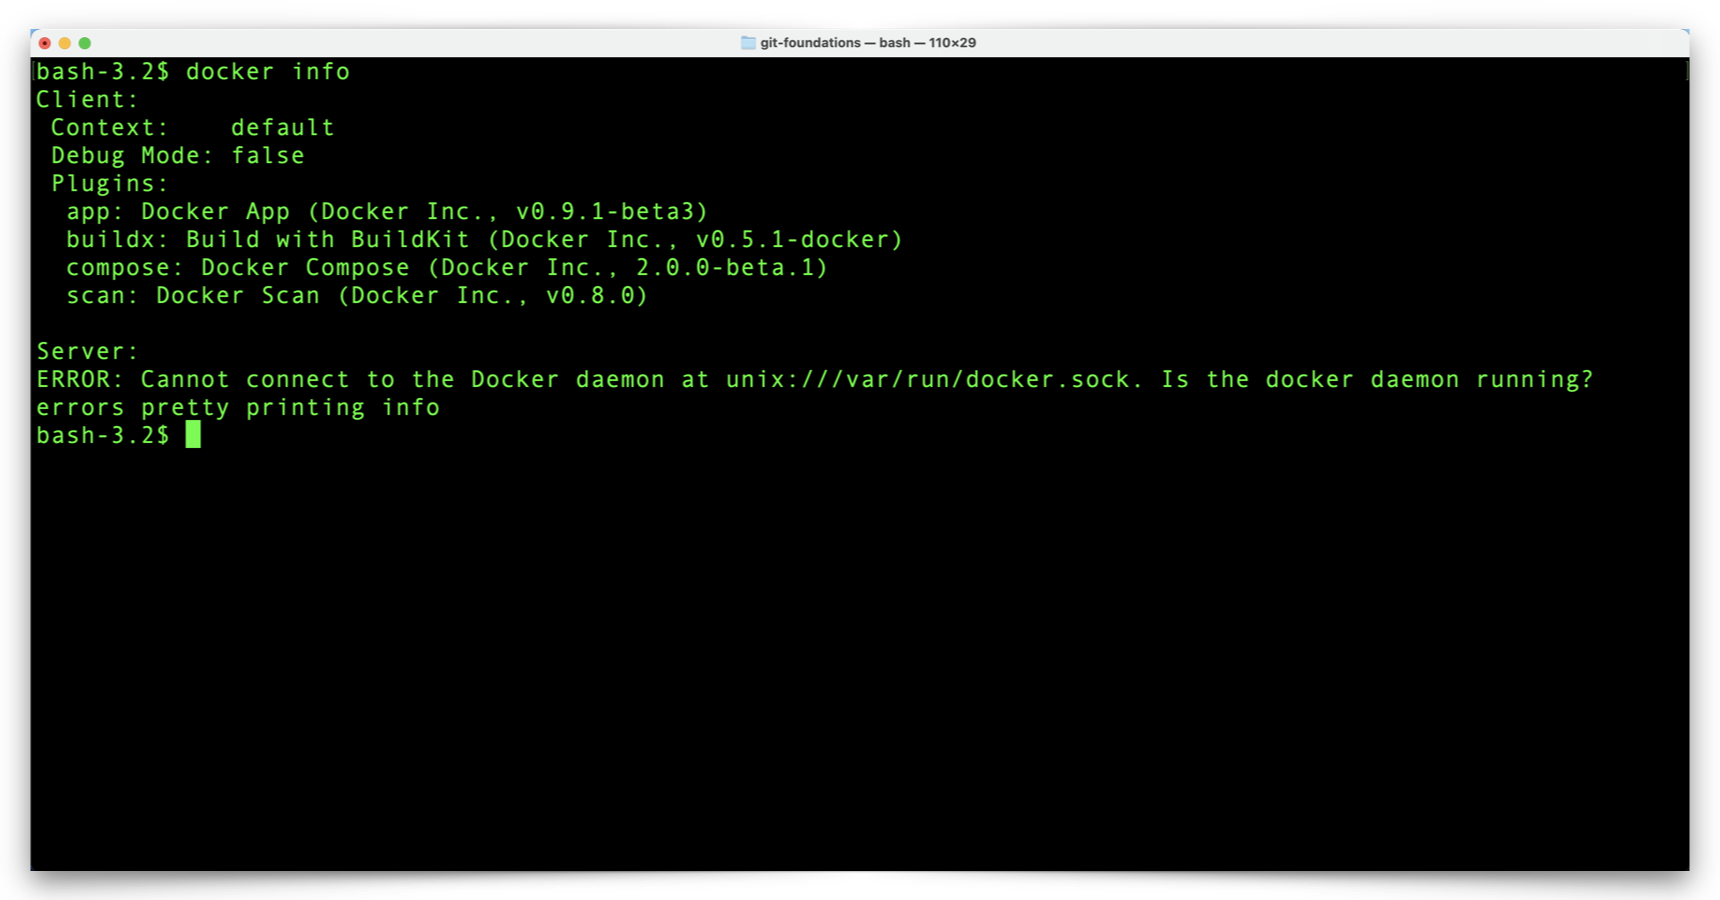 git-foundations — bash — 110×29
bash-3.2$ docker info
Client:
 Context:    default
 Debug Mode: false
 Plugins:
  app: Docker App (Docker Inc., v0.9.1-beta3)
  buildx: Build with BuildKit (Docker Inc., v0.5.1-docker)
  compose: Docker Compose (Docker Inc., 2.0.0-beta.1)
  scan: Docker Scan (Docker Inc., v0.8.0)

Server:
ERROR: Cannot connect to the Docker daemon at unix:///var/run/docker.sock. Is the docker daemon running?
errors pretty printing info
bash-3.2$